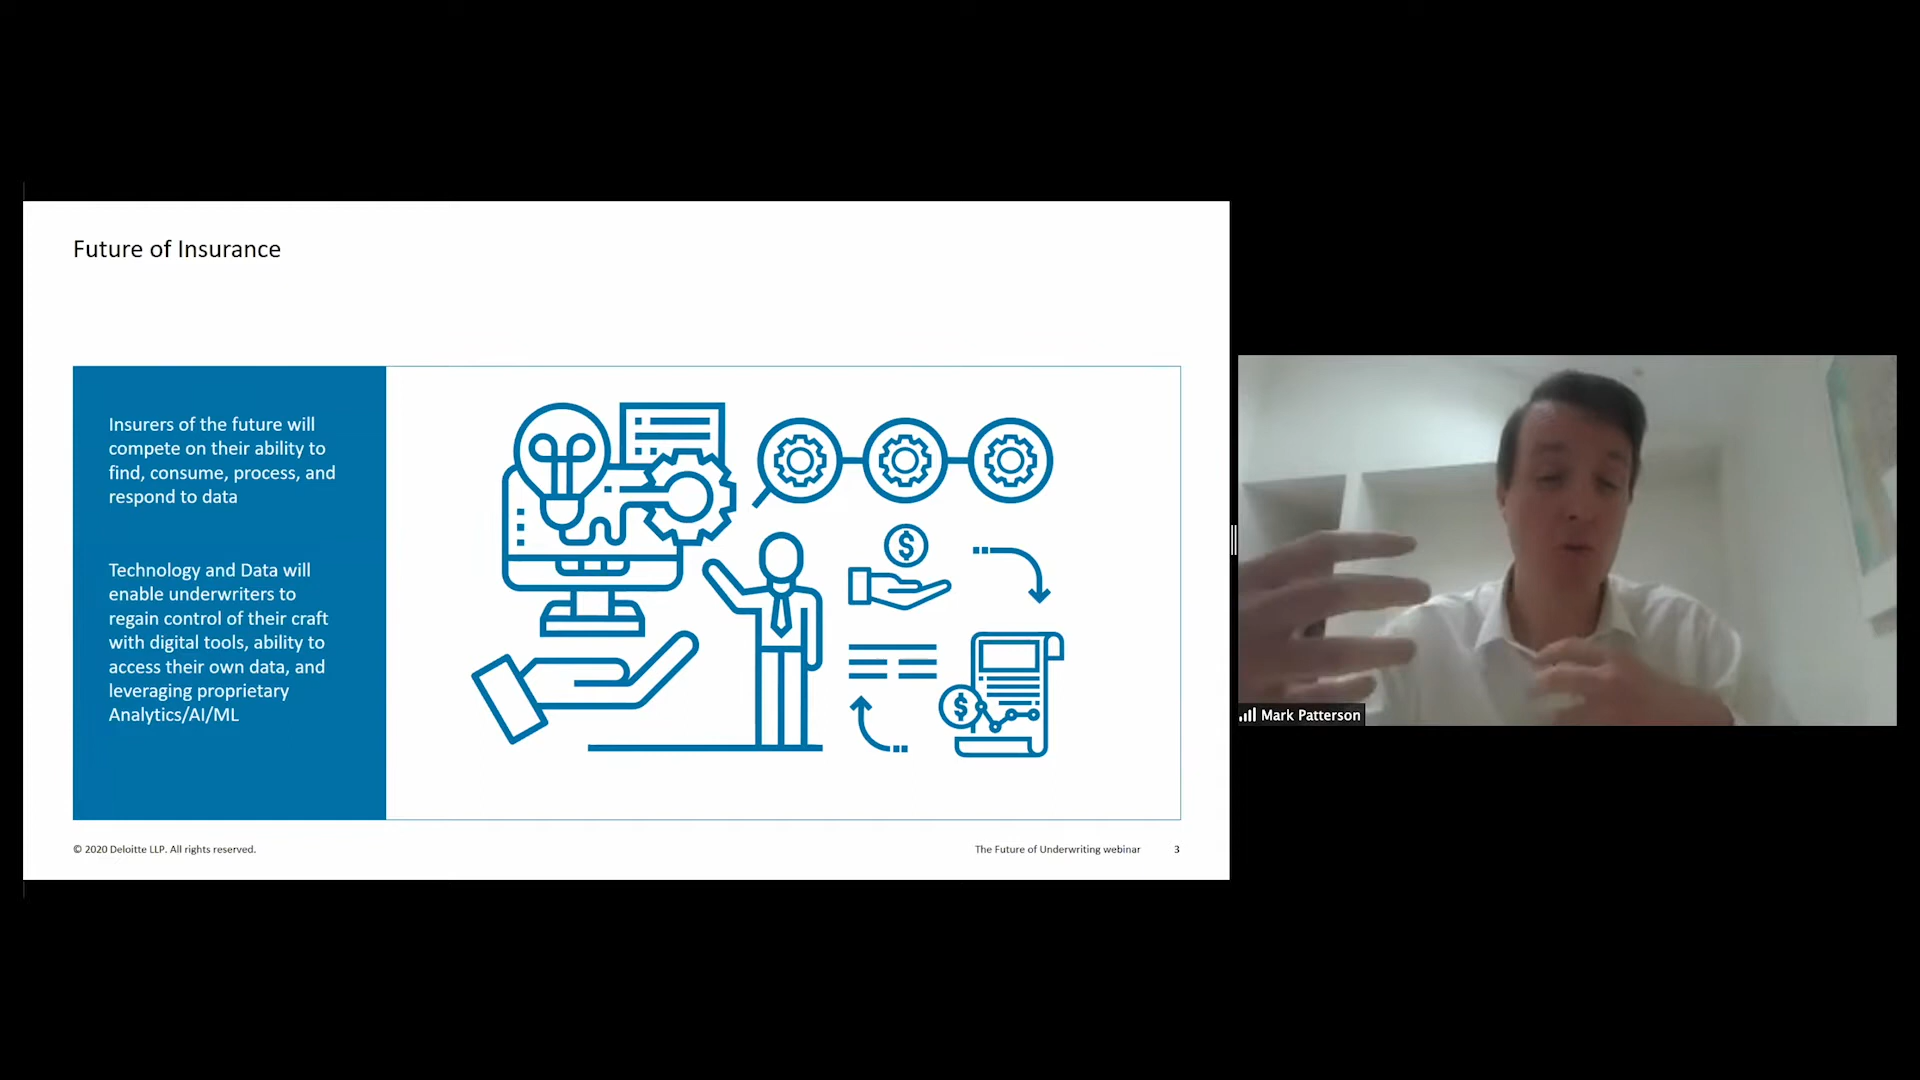 Future of Insurance
Insurers of the future will
compete on their ability to
find, consume, process, and
respond to data
Technology and Data will
enable underwriters to
regain control of their craft
with digital tools, ability to
access their own data, and
leveraging proprietary
Analytics/AI/ML
$
$
© 2020 Deloitte LLP. All rights reserved.
The Future of Underwriting webinar 3
Mark Patterson